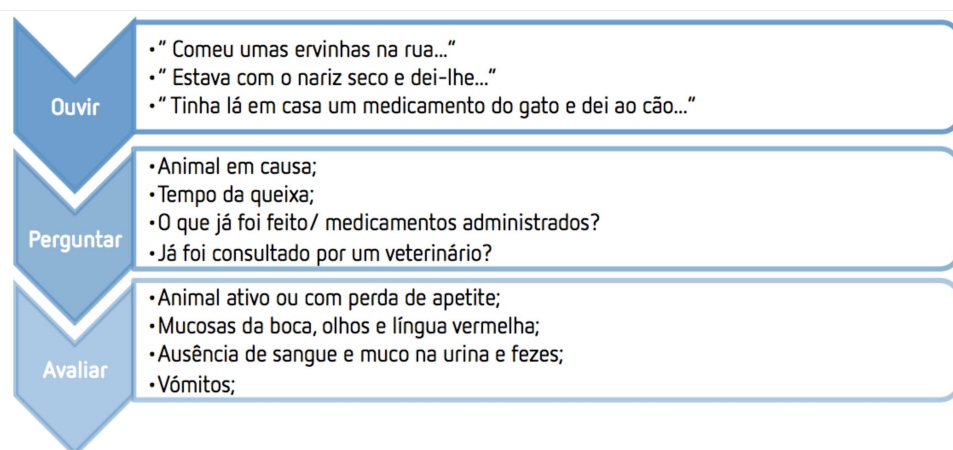 Ouvir
•" Comeu umas ervinhas na rua..."
•" Estava com o nariz seco e dei-lhe..."
•" Tinha lá em casa um medicamento do gato e dei ao cão..."
Perguntar
•Animal em causa;
•Tempo da queixa;
•O que já foi feito/ medicamentos administrados?
•Já foi consultado por um veterinário?
Avaliar
•Animal ativo ou com perda de apetite;
•Mucosas da boca, olhos e língua vermelha;
•Ausência de sangue e muco na urina e fezes;
•Vómitos;